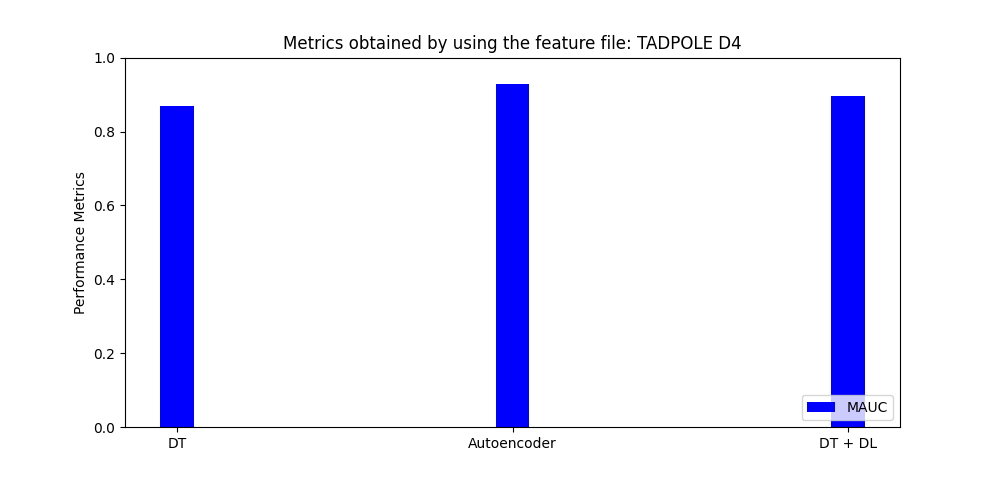 Metrics obtained by using the feature file: TADPOLE D4
1.0
0.8
0.6
0.4
0.2
0.0
Performance Metrics
MAUC
DT
Autoencoder
DT + DL